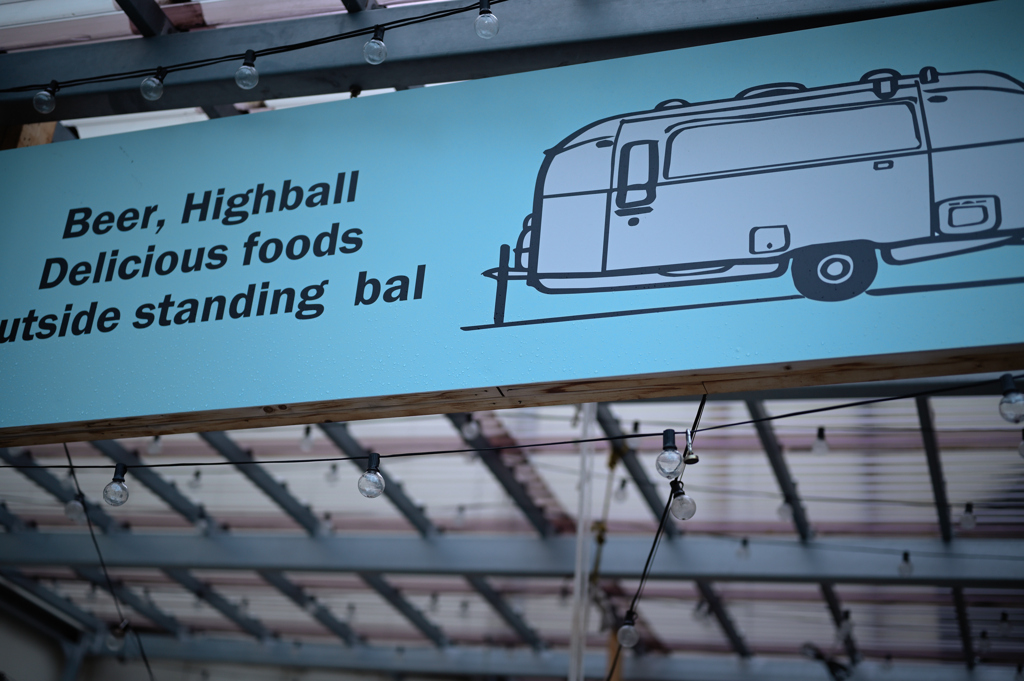 Beer, Highball
Delicious foods
utside standing bal